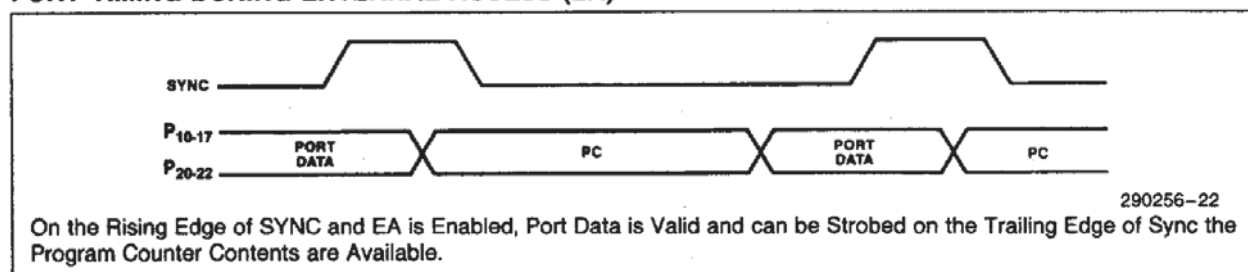 PORT TIMING DURING EXTERNAL ACCESS (EA)
SYNC
P10-17
PORT
DATA
PC
PORT
DATA
PC
P20-22
290256-22
On the Rising Edge of SYNC and EA is Enabled, Port Data is Valid and can be Strobed on the Trailing Edge of Sync the
Program Counter Contents are Available.